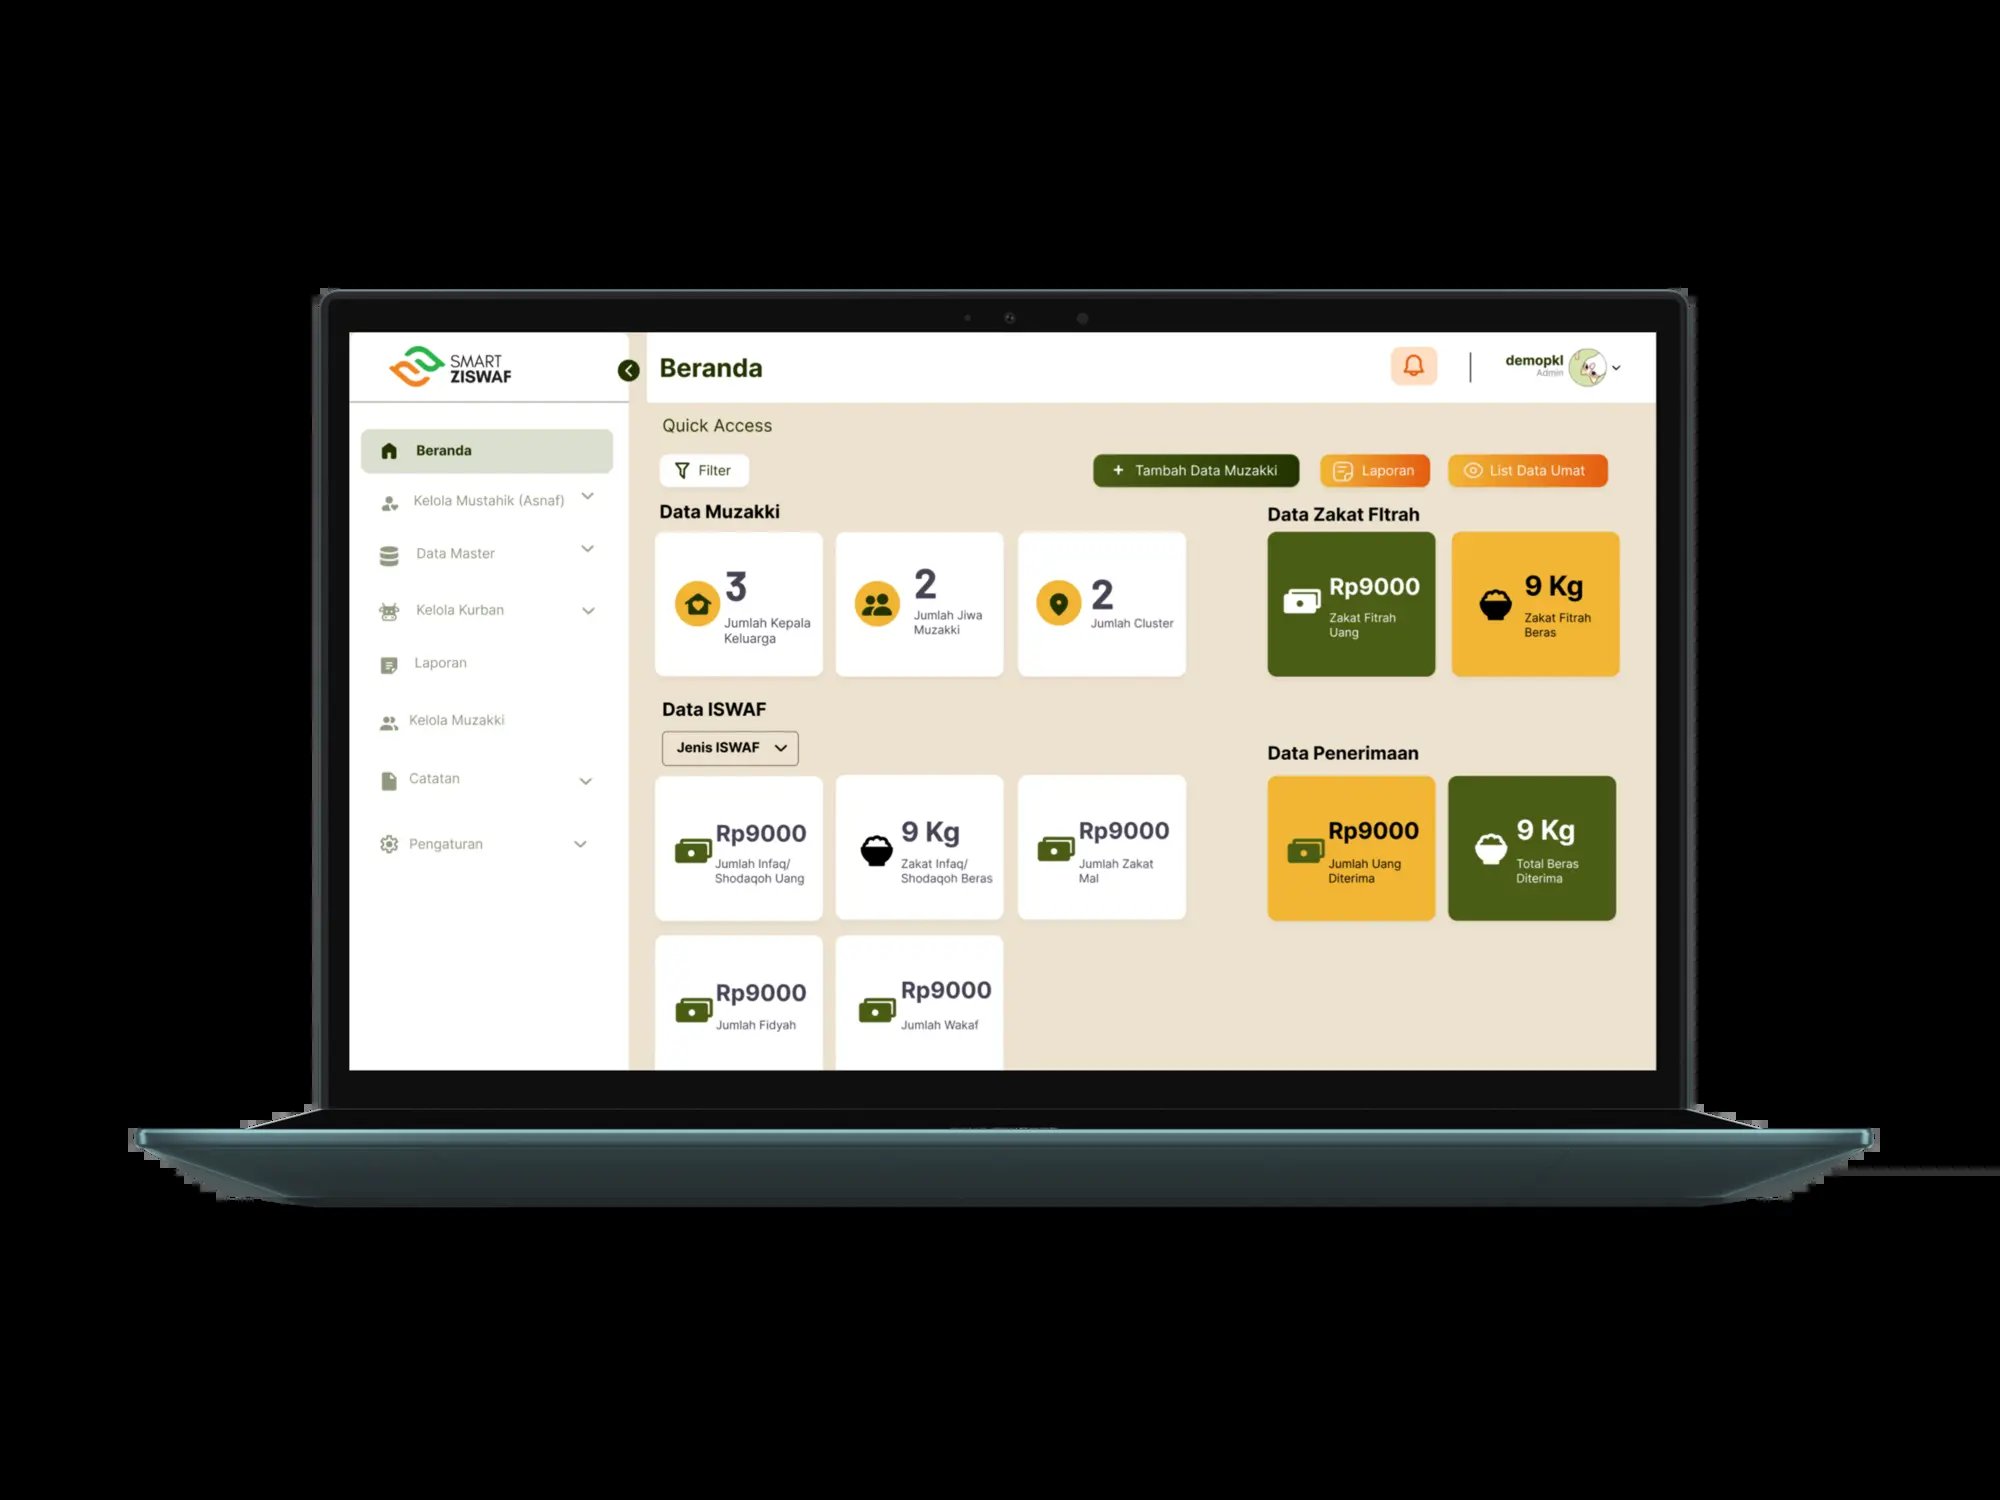 SMART
ZISWAF
Beranda
demopkl
Admin
Beranda
Kelola Mustahik (Asnaf)
Data Master
Kelola Kurban
Laporan
Kelola Muzakki
Catatan
Pengaturan
Quick Access
Filter
+ Tambah Data Muzakki
Laporan
List Data Umat
Data Muzakki
3
Jumlah Kepala
Keluarga
2
Jumlah Jiwa
Muzakki
2
Jumlah Cluster
Data Zakat FItrah
Rp9000
Zakat Fitrah
Uang
9 Kg
Zakat Fitrah
Beras
Data ISWAF
Jenis ISWAF
Rp9000
Jumlah Infaq/
Shodaqoh Uang
9 Kg
Zakat Infaq/
Shodaqoh Beras
Rp9000
Jumlah Zakat
Mal
Rp9000
Jumlah Fidyah
Rp9000
Jumlah Wakaf
Data Penerimaan
Rp9000
Jumlah Uang
Diterima
9 Kg
Total Beras
Diterima